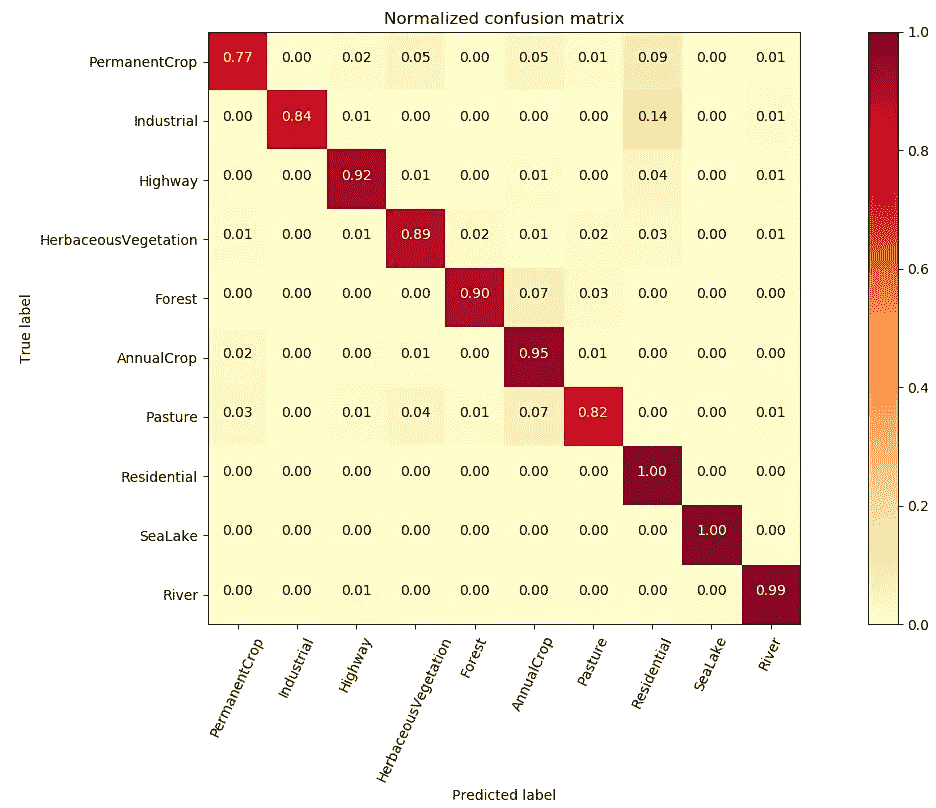 Normalized confusion matrix
PermanentCrop 0.77 0.00 0.02 0.05 0.00 0.05 0.01 0.09 0.00 0.01
Industrial 0.00 0.84 0.01 0.00 0.00 0.00 0.00 0.14 0.00 0.01
Highway 0.00 0.00 0.92 0.01 0.00 0.01 0.00 0.04 0.00 0.01
HerbaceousVegetation 0.01 0.00 0.01 0.89 0.02 0.01 0.02 0.03 0.00 0.01
Forest 0.00 0.00 0.00 0.00 0.90 0.07 0.03 0.00 0.00 0.00
AnnualCrop 0.02 0.00 0.00 0.01 0.00 0.95 0.01 0.00 0.00 0.00
Pasture 0.03 0.00 0.01 0.04 0.01 0.07 0.82 0.00 0.00 0.01
Residential 0.00 0.00 0.00 0.00 0.00 0.00 0.00 1.00 0.00 0.00
SeaLake 0.00 0.00 0.00 0.00 0.00 0.00 0.00 0.00 1.00 0.00
River 0.00 0.00 0.01 0.00 0.00 0.00 0.00 0.00 0.00 0.99
True label
PermanentCrop
Industrial
Highway
HerbaceousVegetation
Forest
AnnualCrop
Pasture
Residential
SeaLake
River
Predicted label
1.0
0.8
0.6
0.4
0.2
0.0